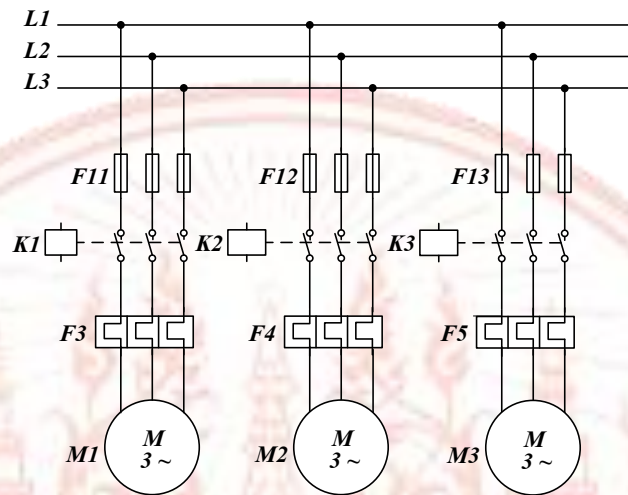 L1
L2
L3
F11 F12 F13
K1 K2 K3
F3 F4 F5
M1 M 3 ~ M2 M 3 ~ M3 M 3 ~